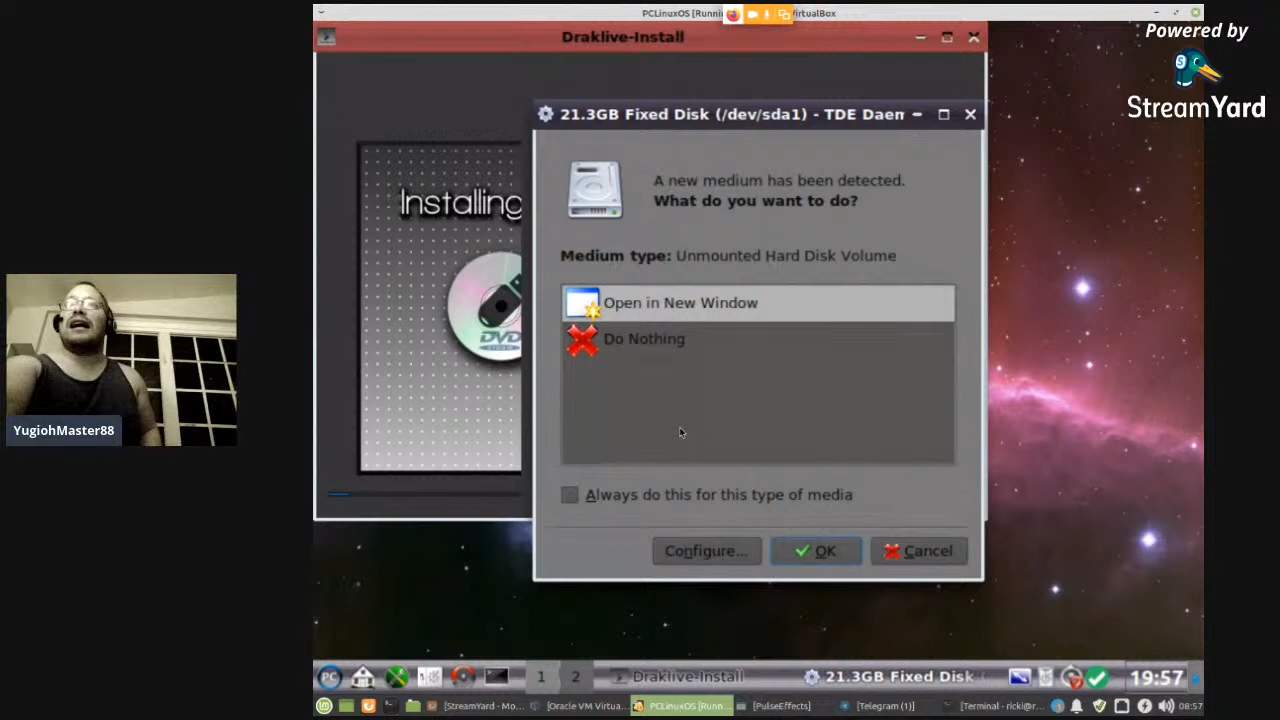 PCLinuxOS [Runni
VirtualBox
Powered by
StreamYard
Draklive-Install
21.3GB Fixed Disk (/dev/sda1) - TDE Daem
A new medium has been detected.
What do you want to do?
Medium type: Unmounted Hard Disk Volume
Installing
DVD
Open in New Window
Do Nothing
YugiohMaster88
Always do this for this type of media
Configure...
OK
Cancel
PC
1
2
Draklive-Install
21.3GB Fixed Disk
19:57
[StreamYard - Mo...
[Oracle VM Virtua...
PCLinuxOS [Runn...
[PulseEffects]
[Telegram (1)]
[Terminal - ricki@r...
08:57